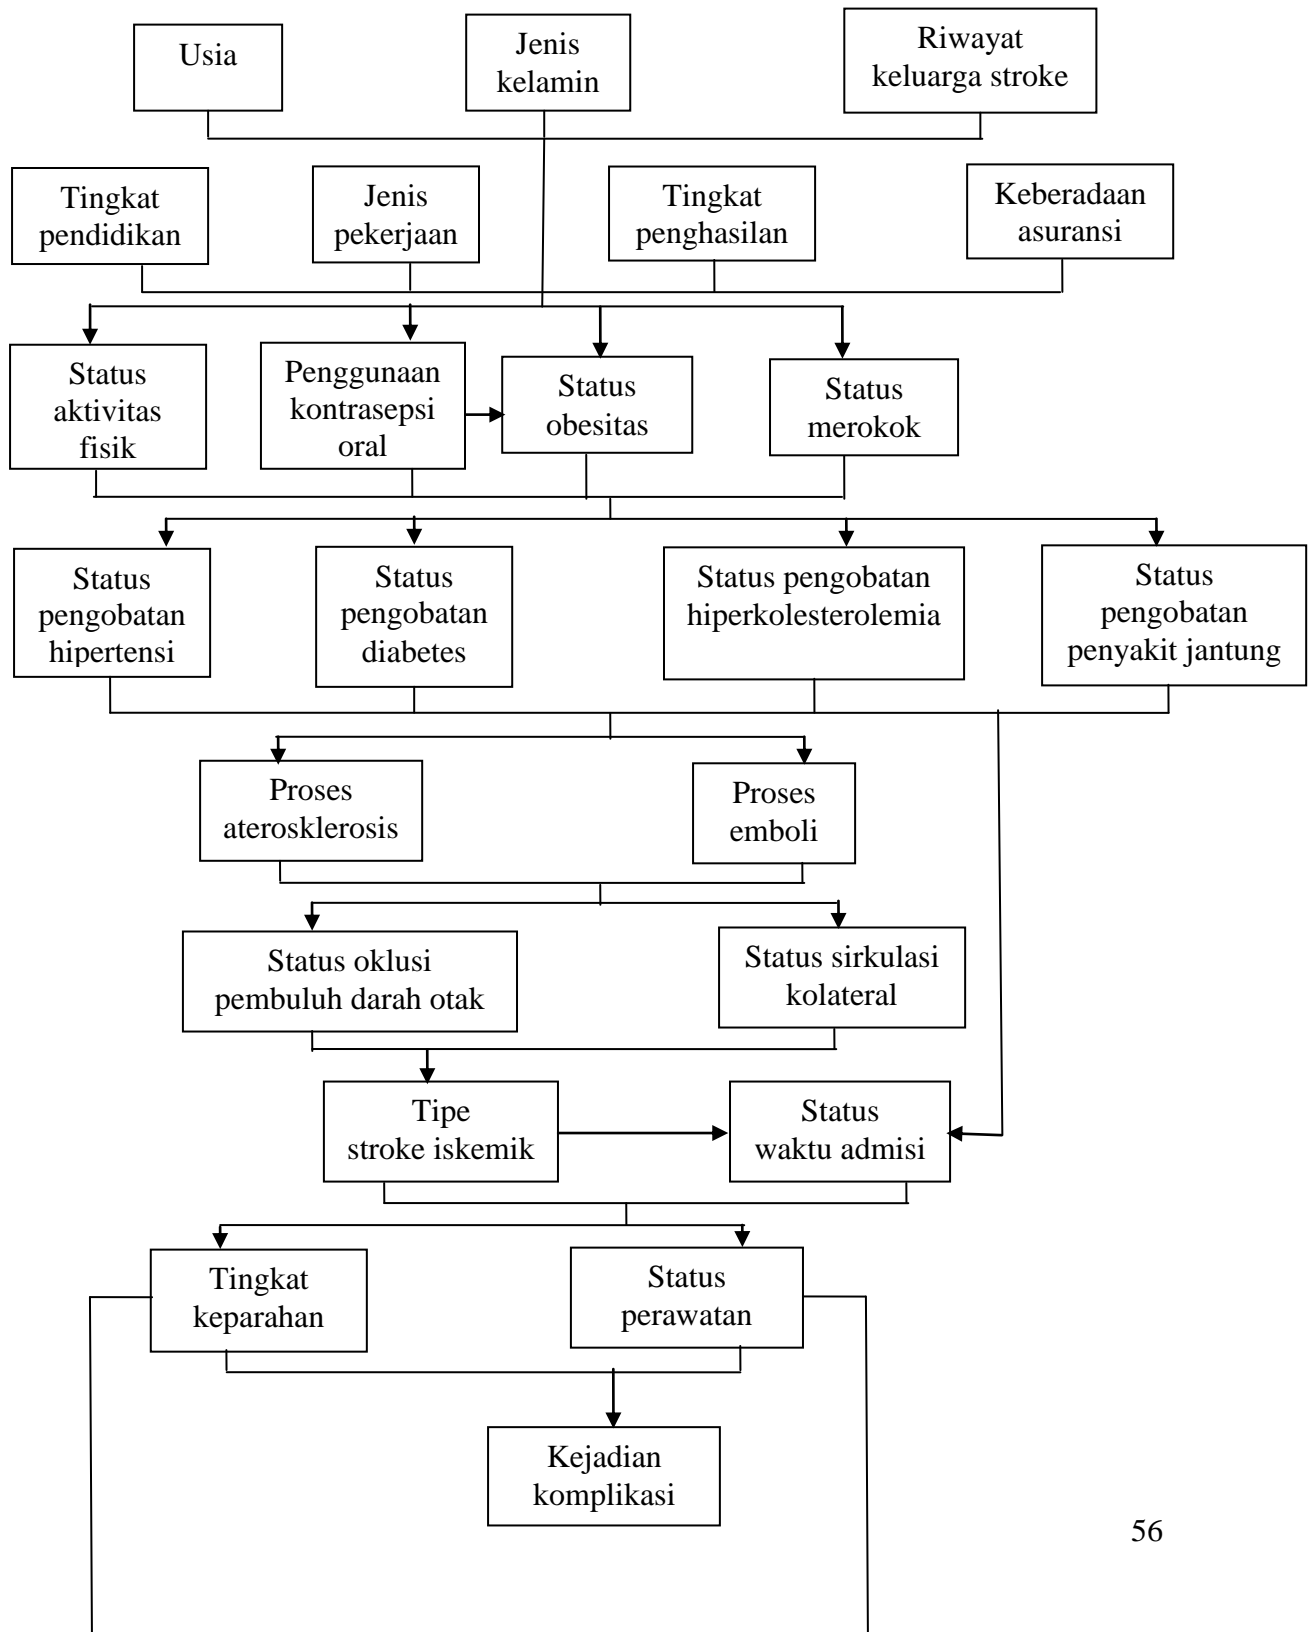 Usia
Jenis
kelamin
Riwayat
keluarga stroke
Tingkat
pendidikan
Jenis
pekerjaan
Tingkat
penghasilan
Keberadaan
asuransi
Status
aktivitas
fisik
Penggunaan
kontrasepsi
oral
Status
obesitas
Status
merokok
Status
pengobatan
hipertensi
Status
pengobatan
diabetes
Status pengobatan
hiperkolesterolemia
Status
pengobatan
penyakit jantung
Proses
aterosklerosis
Proses
emboli
Status oklusi
pembuluh darah otak
Status sirkulasi
kolateral
Tipe
stroke iskemik
Status
waktu admisi
Tingkat
keparahan
Status
perawatan
Kejadian
komplikasi
56